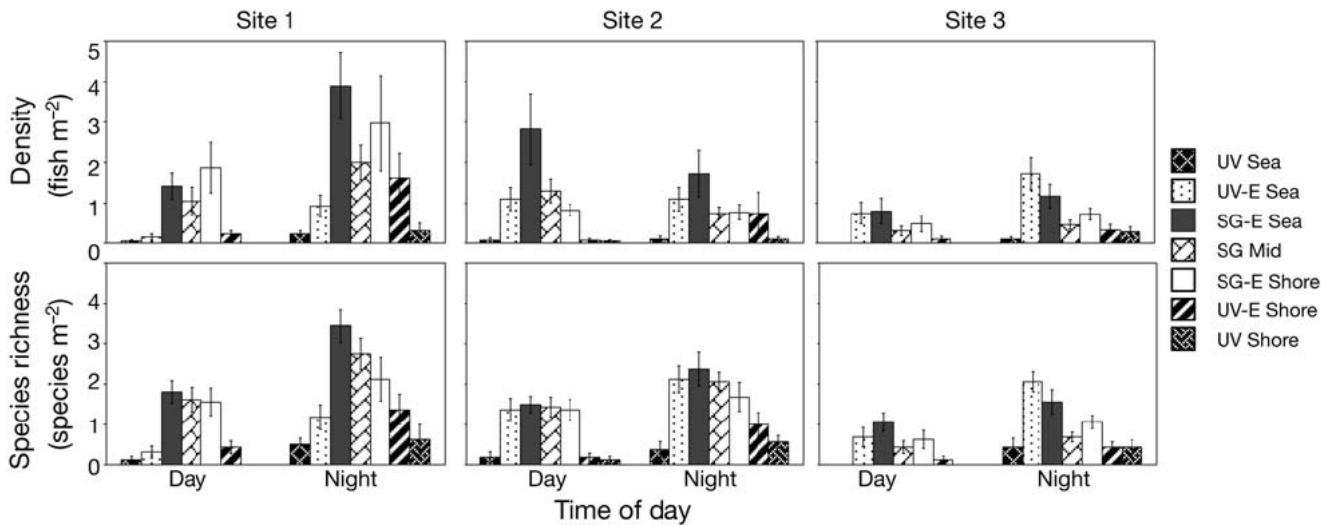 Site 1
Site 2
Site 3
Density
(fish m⁻²)
5
4
3
2
1
0
UV Sea
UV-E Sea
SG-E Sea
SG Mid
SG-E Shore
UV-E Shore
UV Shore
Species richness
(species m⁻²)
4
3
2
1
0
Day
Night
Day
Night
Day
Night
Time of day